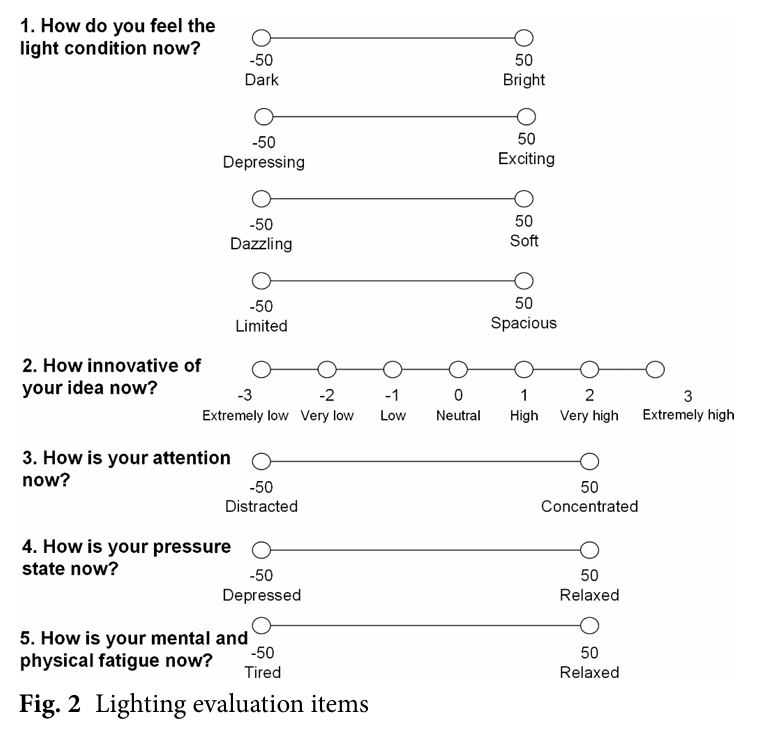 1. How do you feel the
light condition now?
-50 50
Dark Bright
-50 50
Depressing Exciting
-50 50
Dazzling Soft
-50 50
Limited Spacious
2. How innovative of
your idea now?
-3 -2 -1 0 1 2 3
Extremely low Very low Low Neutral High Very high Extremely high
3. How is your attention
now?
-50 50
Distracted Concentrated
4. How is your pressure
state now?
-50 50
Depressed Relaxed
5. How is your mental and
physical fatigue now?
-50 50
Tired Relaxed
Fig. 2 Lighting evaluation items